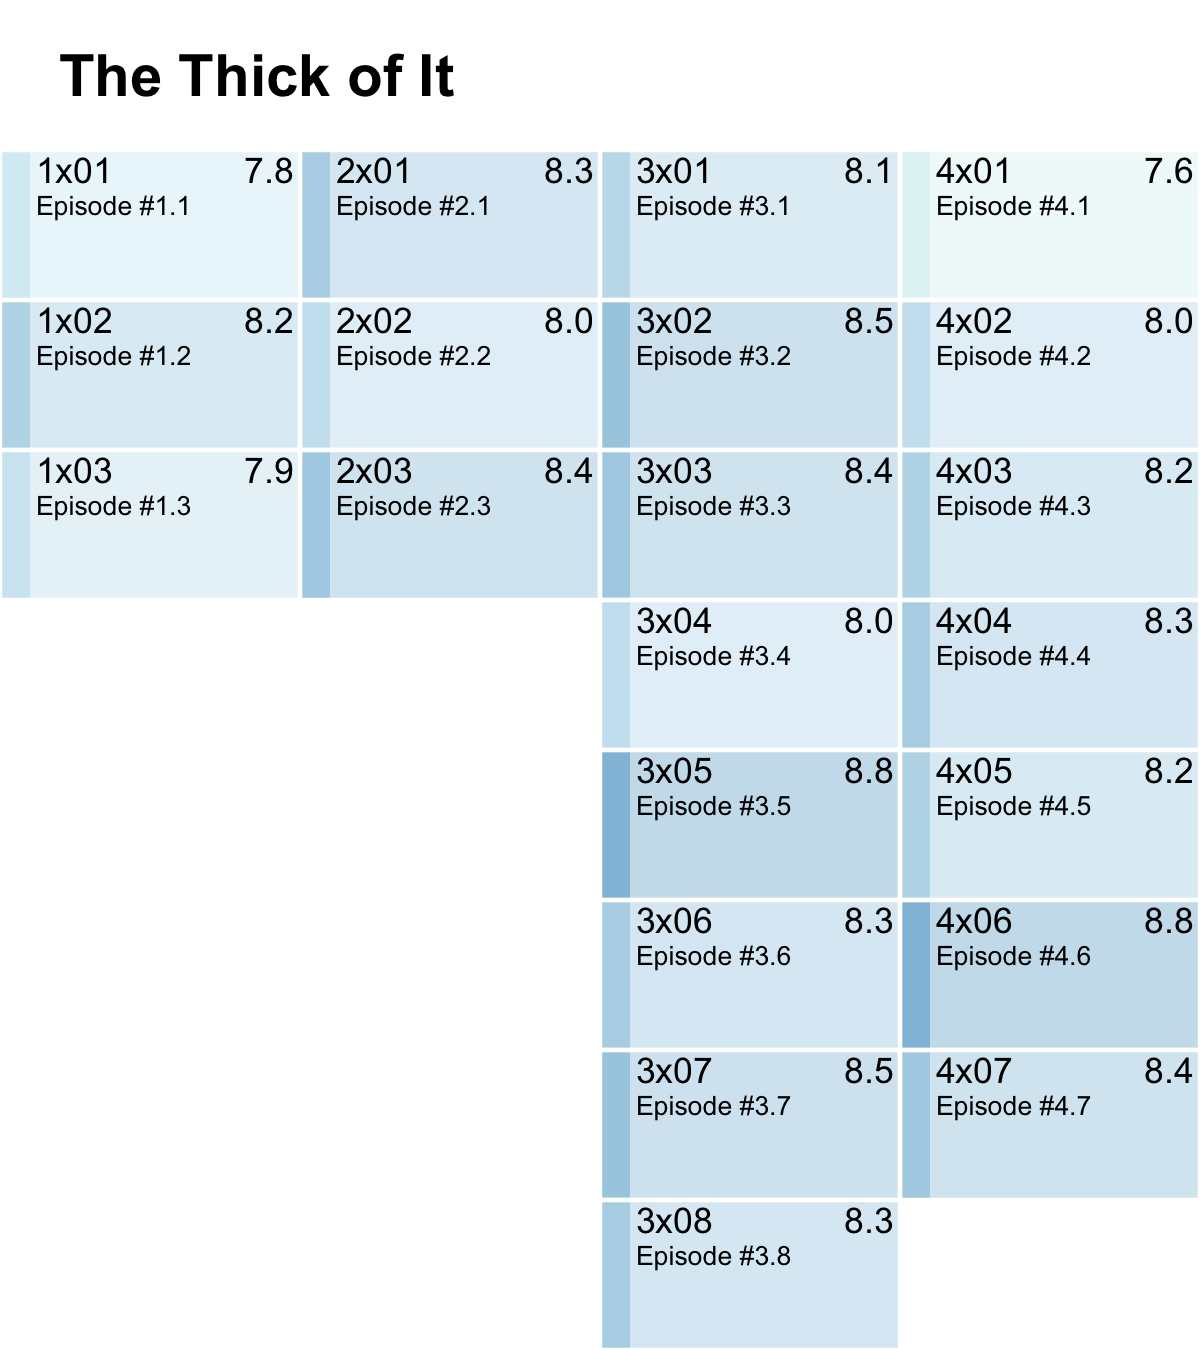 The Thick of It
1x01 7.8
Episode #1.1
1x02 8.2
Episode #1.2
1x03 7.9
Episode #1.3
2x01 8.3
Episode #2.1
2x02 8.0
Episode #2.2
2x03 8.4
Episode #2.3
3x01 8.1
Episode #3.1
3x02 8.5
Episode #3.2
3x03 8.4
Episode #3.3
3x04 8.0
Episode #3.4
3x05 8.8
Episode #3.5
3x06 8.3
Episode #3.6
3x07 8.5
Episode #3.7
3x08 8.3
Episode #3.8
4x01 7.6
Episode #4.1
4x02 8.0
Episode #4.2
4x03 8.2
Episode #4.3
4x04 8.3
Episode #4.4
4x05 8.2
Episode #4.5
4x06 8.8
Episode #4.6
4x07 8.4
Episode #4.7